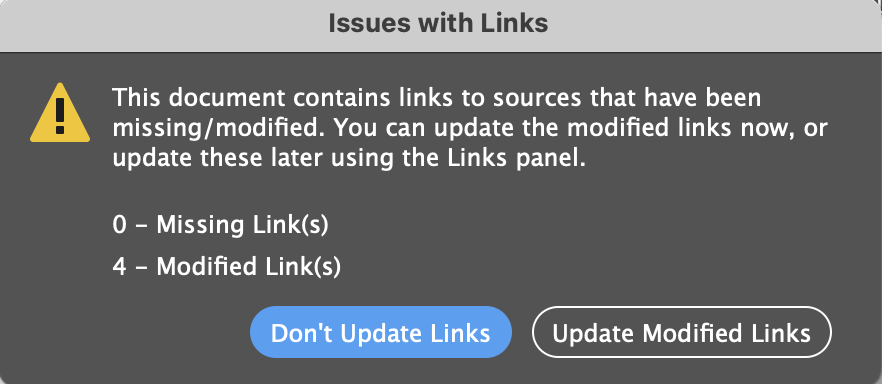 Issues with Links
This document contains links to sources that have been
missing/modified. You can update the modified links now, or
update these later using the Links panel.
0 – Missing Link(s)
4 – Modified Link(s)
Don't Update Links
Update Modified Links